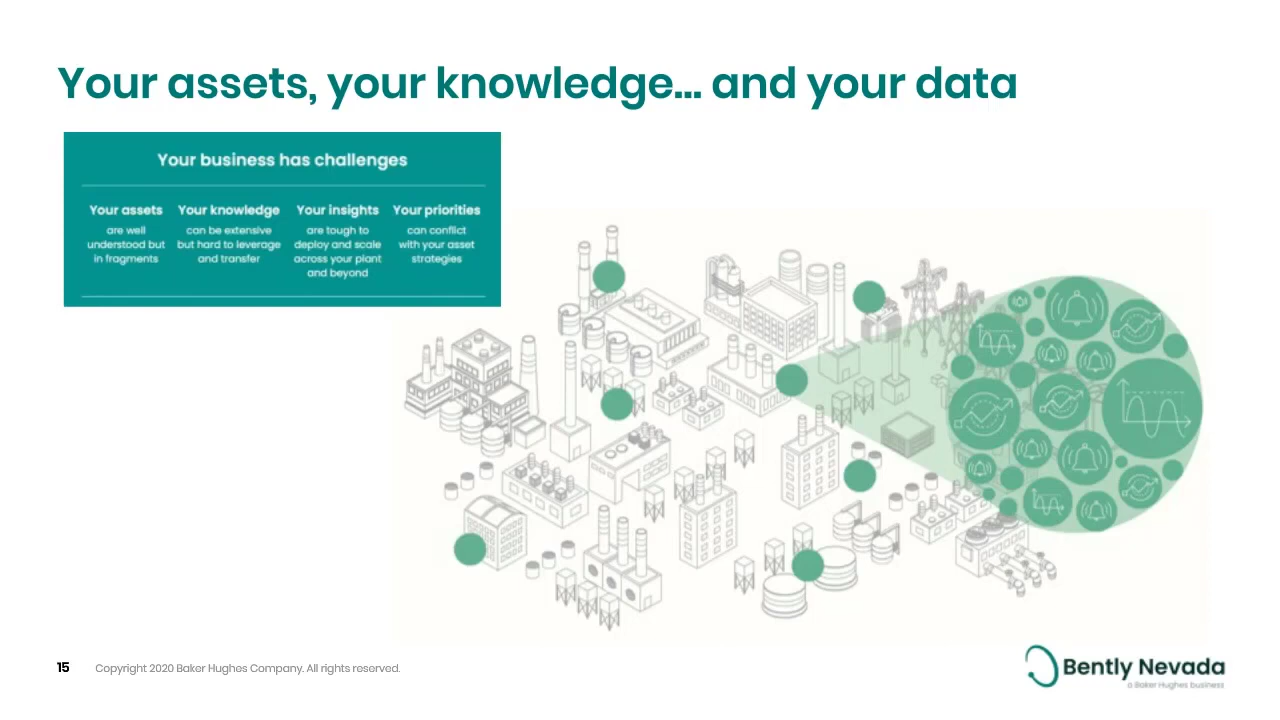 Your assets, your knowledge... and your data
Your business has challenges
Your assets
are well
understood but
in fragments
Your knowledge
can be extensive
but hard to leverage
and transfer
Your insights
are tough to
deploy and scale
across your plant
and beyond
Your priorities
can conflict
with your asset
strategies
15
Copyright 2020 Baker Hughes Company. All rights reserved.
Bently Nevada
a Baker Hughes business